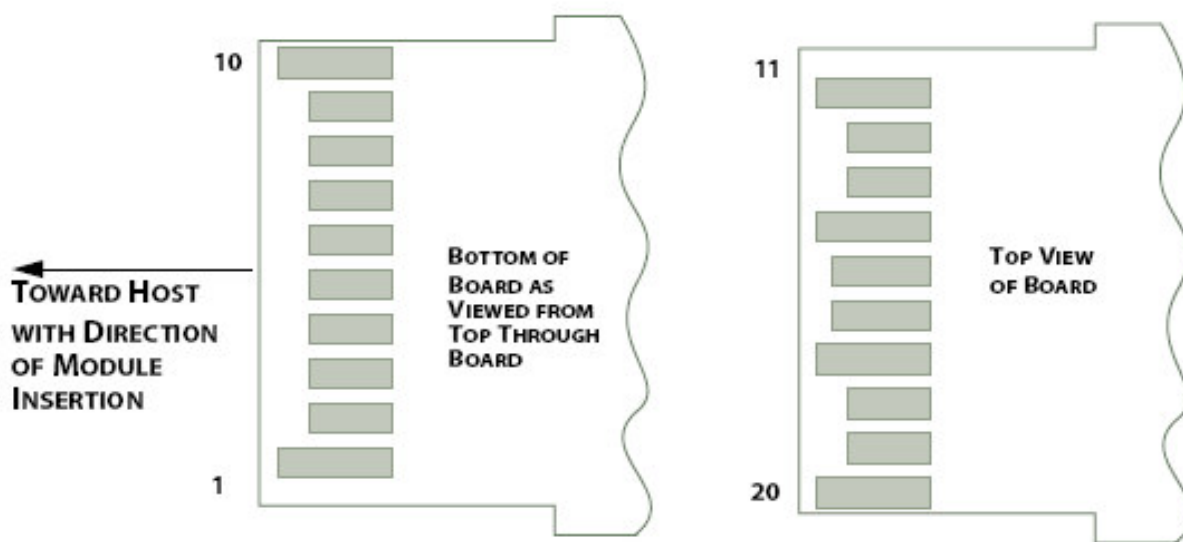 10
1
TOWARD HOST
WITH DIRECTION
OF MODULE
INSERTION
BOTTOM OF
BOARD AS
VIEWED FROM
TOP THROUGH
BOARD
11
20
TOP VIEW
OF BOARD